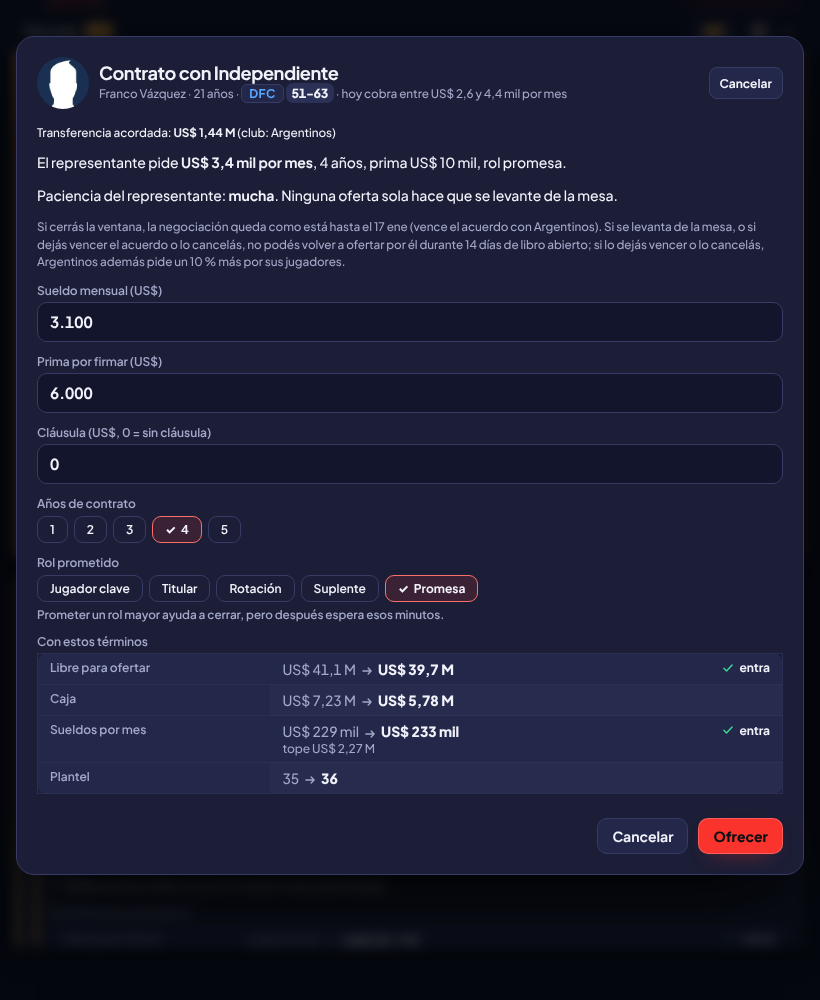 Contrato con Independiente
Franco Vázquez · 21 años · DFC 51–63 · hoy cobra entre US$ 2,6 y 4,4 mil por mes
Cancelar
Transferencia acordada: US$ 1,44 M (club: Argentinos)
El representante pide US$ 3,4 mil por mes, 4 años, prima US$ 10 mil, rol promesa.
Paciencia del representante: mucha. Ninguna oferta sola hace que se levante de la mesa.
Si cerrás la ventana, la negociación queda como está hasta el 17 ene (vence el acuerdo con Argentinos). Si se levanta de la mesa, o si
dejás vencer el acuerdo o lo cancelás, no podés volver a ofertar por él durante 14 días de libro abierto; si lo dejás vencer o lo cancelás,
Argentinos además pide un 10 % más por sus jugadores.
Sueldo mensual (US$)
3.100
Prima por firmar (US$)
6.000
Cláusula (US$, 0 = sin cláusula)
0
Años de contrato
1 2 3 ✓ 4 5
Rol prometido
Jugador clave Titular Rotación Suplente ✓ Promesa
Prometer un rol mayor ayuda a cerrar, pero después espera esos minutos.
Con estos términos
Libre para ofertar US$ 41,1 M → US$ 39,7 M ✓ entra
Caja US$ 7,23 M → US$ 5,78 M
Sueldos por mes US$ 229 mil → US$ 233 mil ✓ entra
tope US$ 2,27 M
Plantel 35 → 36
Cancelar Ofrecer